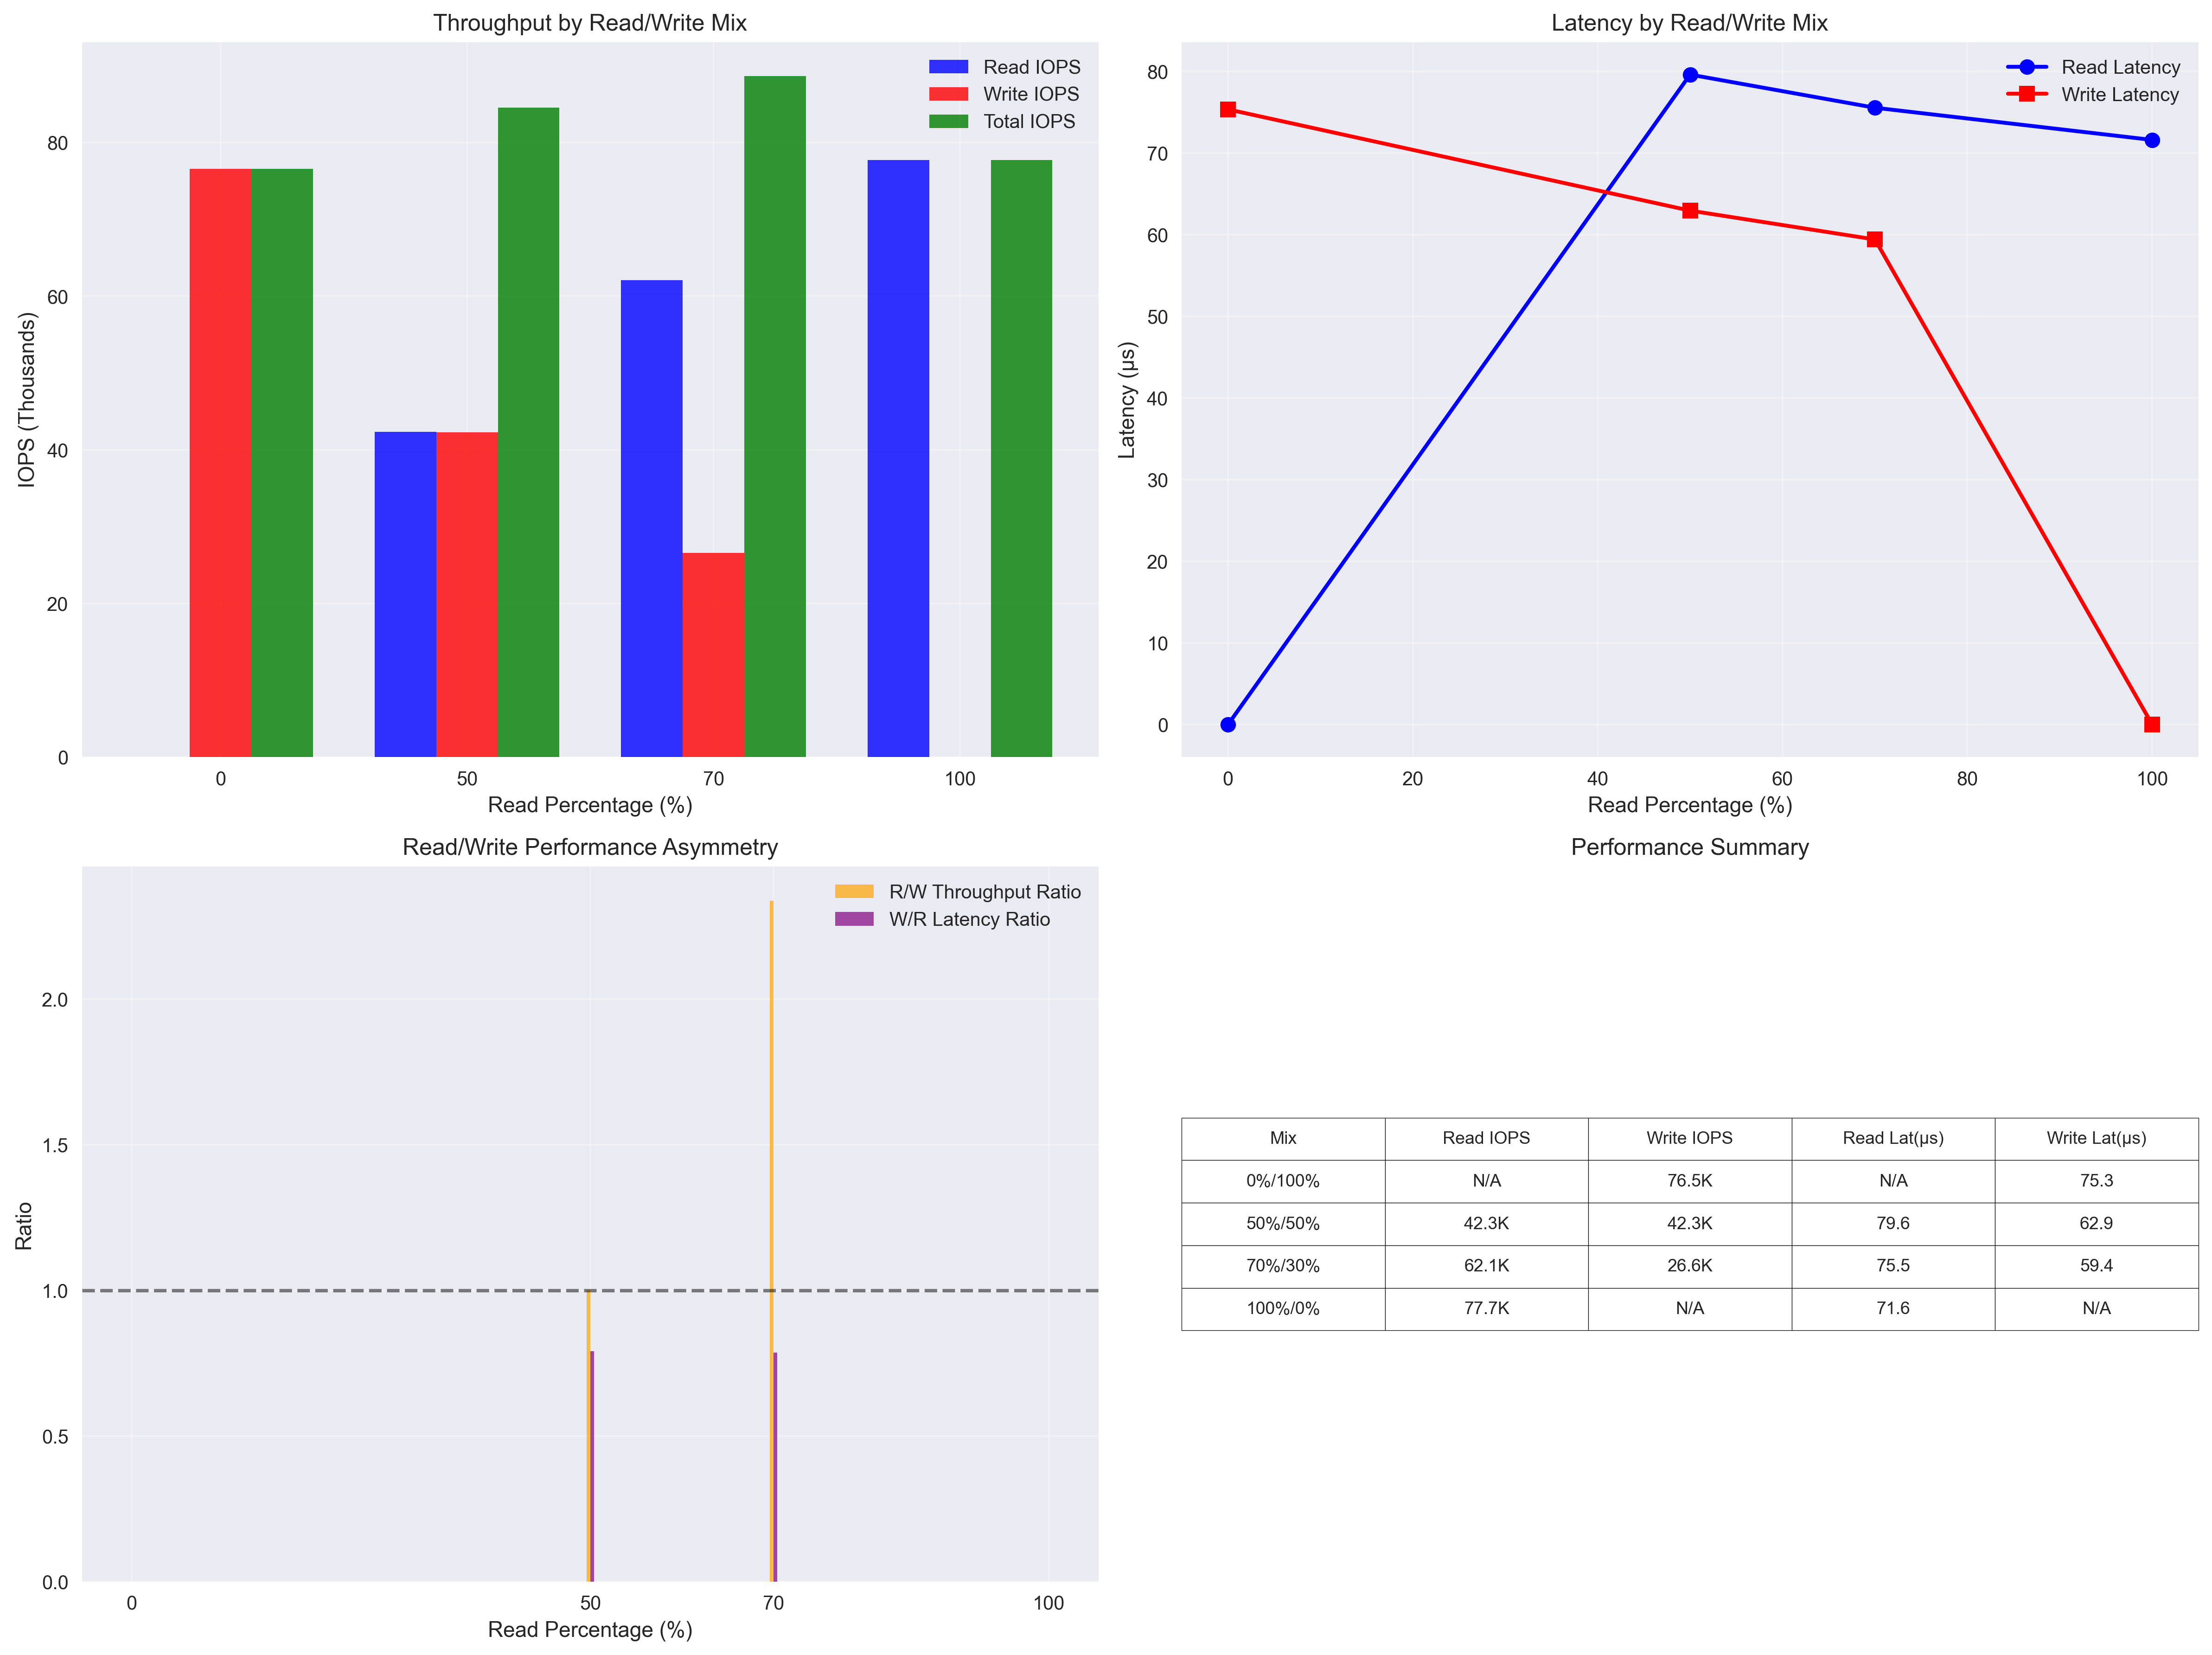 Throughput by Read/Write Mix
Read IOPS
Write IOPS
Total IOPS
IOPS (Thousands)
80
60
40
20
0
0 50 70 100
Read Percentage (%)
Latency by Read/Write Mix
Read Latency
Write Latency
Latency (μs)
80
70
60
50
40
30
20
10
0
0 20 40 60 80 100
Read Percentage (%)
Read/Write Performance Asymmetry
R/W Throughput Ratio
W/R Latency Ratio
Ratio
2.0
1.5
1.0
0.5
0.0
0 50 70 100
Read Percentage (%)
Performance Summary
Mix Read IOPS Write IOPS Read Lat(μs) Write Lat(μs)
0%/100% N/A 76.5K N/A 75.3
50%/50% 42.3K 42.3K 79.6 62.9
70%/30% 62.1K 26.6K 75.5 59.4
100%/0% 77.7K N/A 71.6 N/A